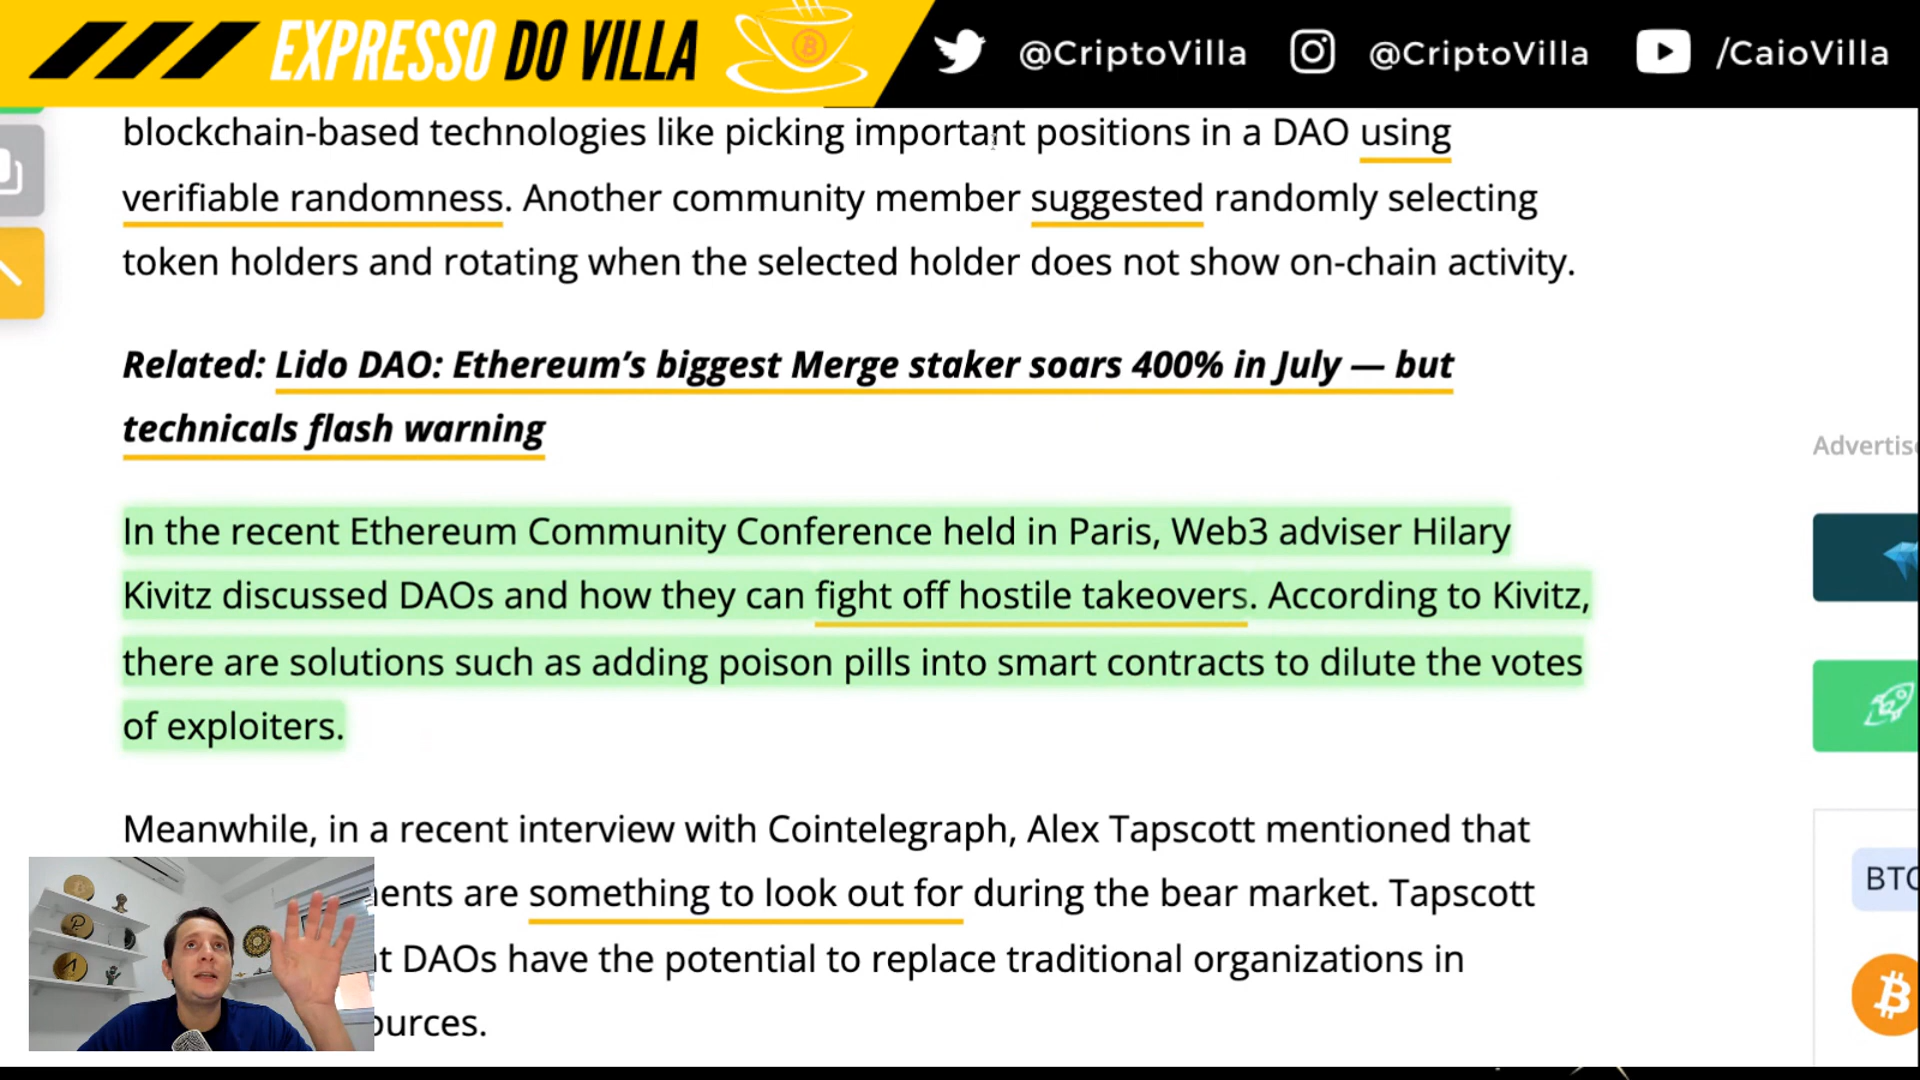 EXPRESSO DO VILLA
@CriptoVilla
@CriptoVilla
/CaioVilla
blockchain-based technologies like picking important positions in a DAO using
verifiable randomness. Another community member suggested randomly selecting
token holders and rotating when the selected holder does not show on-chain activity.
Related: Lido DAO: Ethereum’s biggest Merge staker soars 400% in July — but
technicals flash warning
In the recent Ethereum Community Conference held in Paris, Web3 adviser Hilary
Kivitz discussed DAOs and how they can fight off hostile takeovers. According to Kivitz,
there are solutions such as adding poison pills into smart contracts to dilute the votes
of exploiters.
Meanwhile, in a recent interview with Cointelegraph, Alex Tapscott mentioned that
are something to look out for during the bear market. Tapscott
DAOs have the potential to replace traditional organizations in
BTC